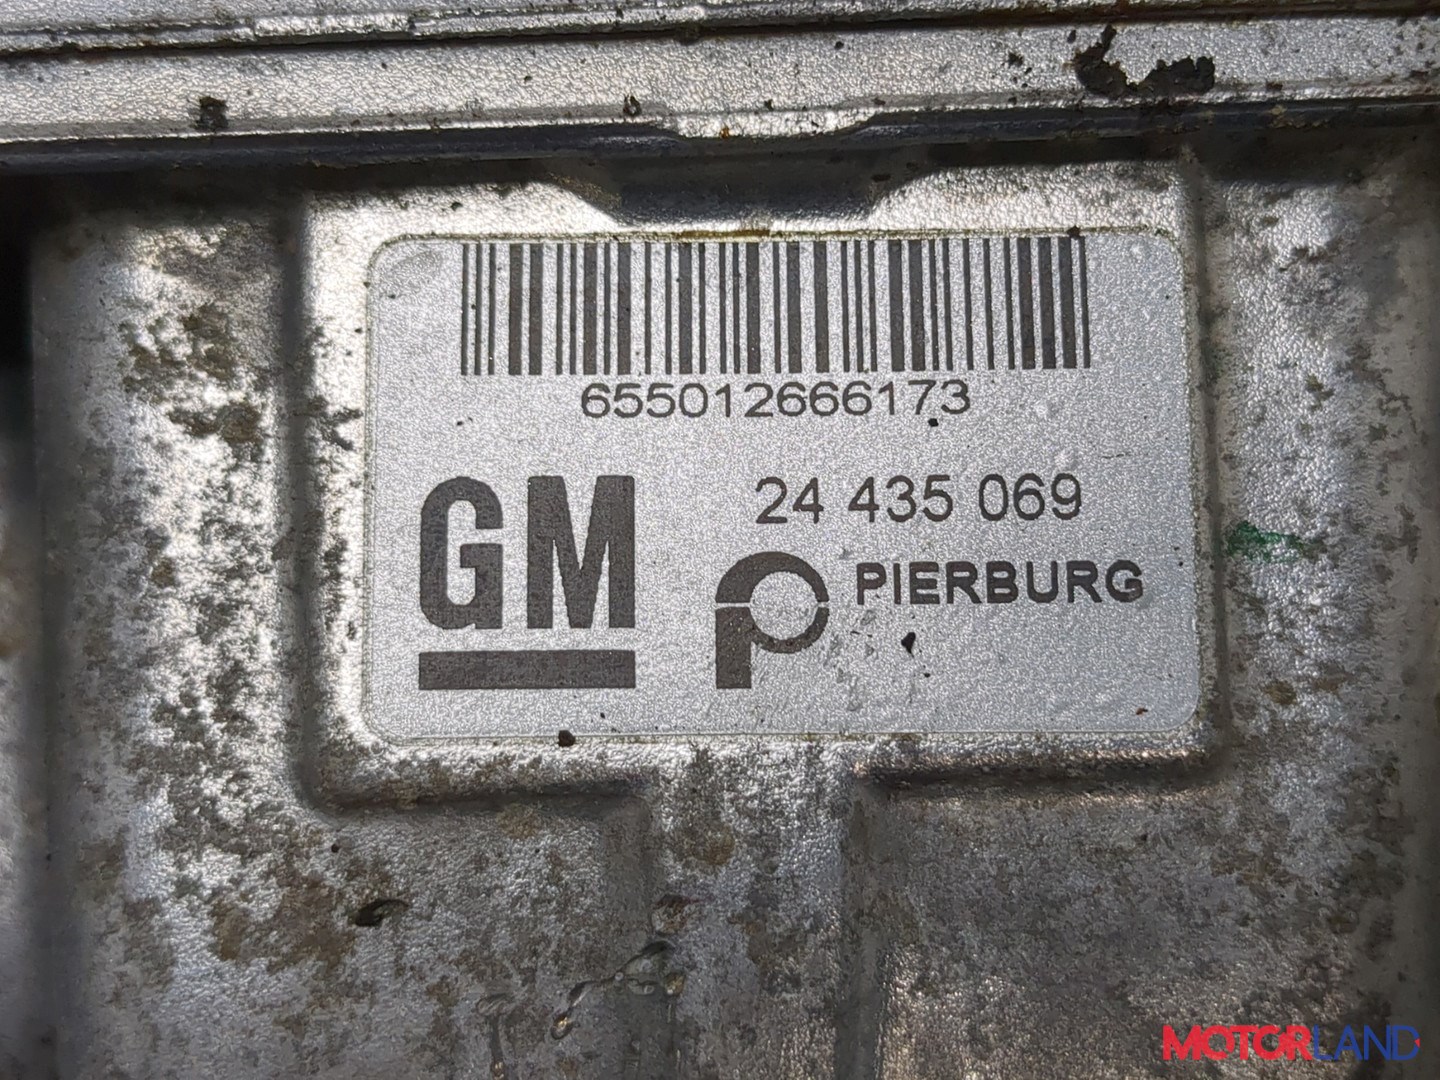 655012666173
GM
24 435 069
PIERBURG
MOTORLAND